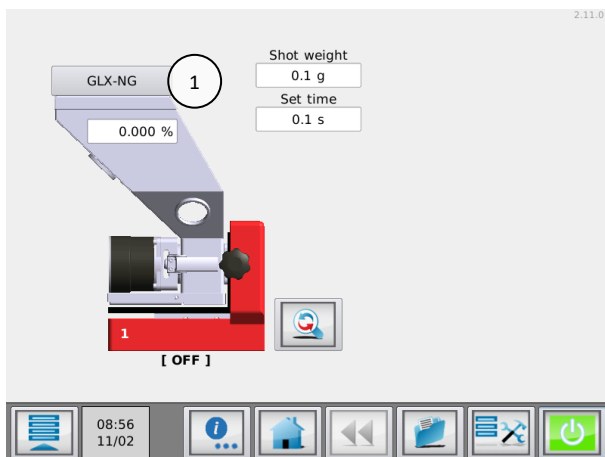 2.11.0
Shot weight
0.1 g
Set time
0.1 s
GLX-NG
1
0.000 %
1
[ OFF ]
08:56
11/02